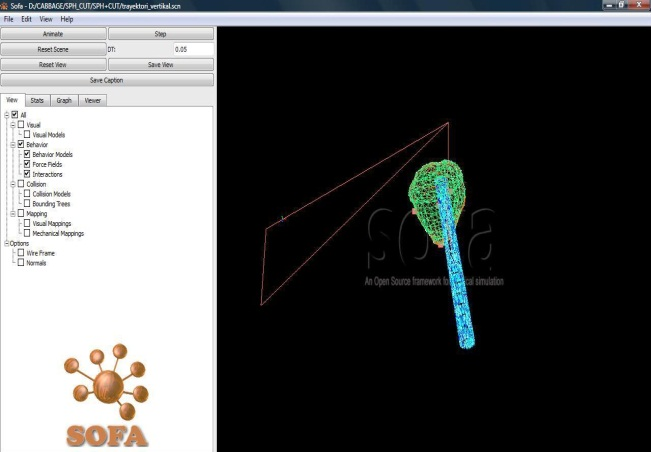 Sofa - D:/CABBAGE/SPH_CUT/SPH+CUT/trayektori_vertikal.scn
File Edit View Help
Animate Step
Reset Scene DT: 0.05
Reset View Save View
Save Caption
View Stats Graph Viewer
All
Visual
Visual Models
Behavior
Behavior Models
Force Fields
Interactions
Collision
Collision Models
Bounding Trees
Mapping
Visual Mappings
Mechanical Mappings
Options
Wire Frame
Normals
SOFA
sofa
An Open Source framework simulation